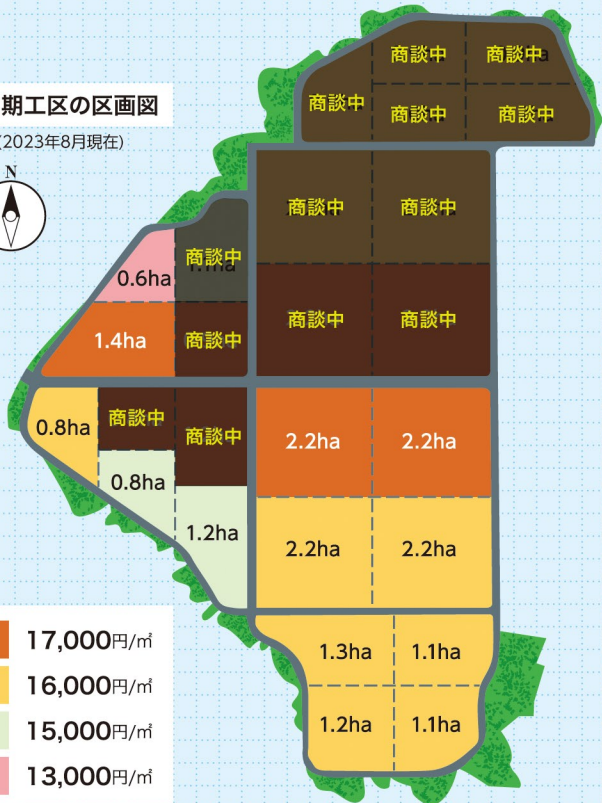 期工区の区画図
(2023年8月現在)
N
商談中
商談中
商談中
商談中
商談中
商談中
商談中
商談中
0.6ha
商談中
商談中
1.4ha
商談中
0.8ha
商談中
商談中
2.2ha
2.2ha
0.8ha
1.2ha
2.2ha
2.2ha
1.3ha
1.1ha
1.2ha
1.1ha
17,000円/㎡
16,000円/㎡
15,000円/㎡
13,000円/㎡